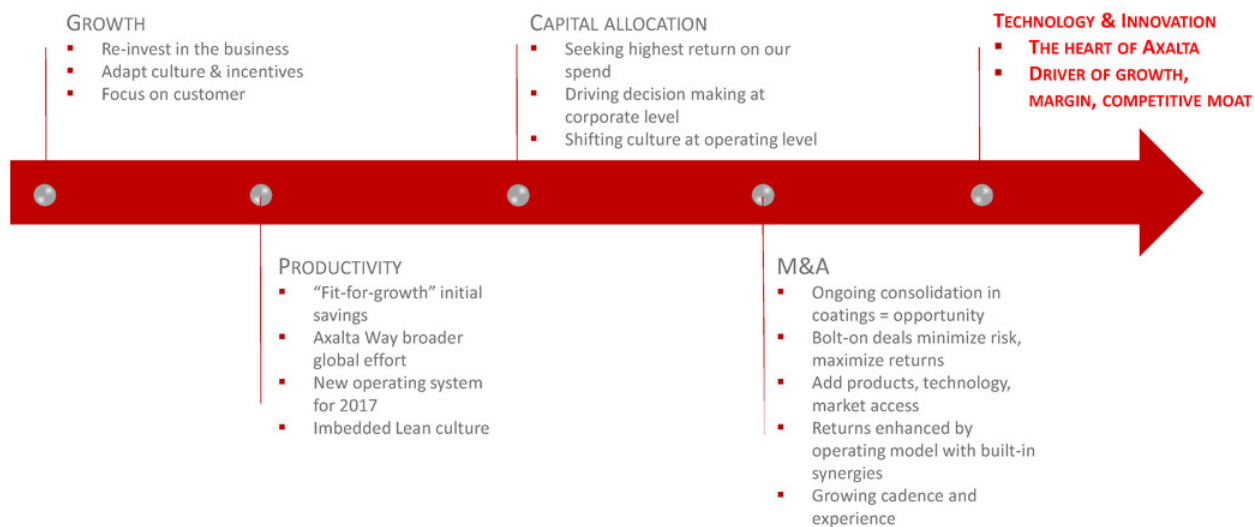 GROWTH
Re-invest in the business
Adapt culture & incentives
Focus on customer
CAPITAL ALLOCATION
Seeking highest return on our
spend
Driving decision making at
corporate level
Shifting culture at operating level
TECHNOLOGY & INNOVATION
THE HEART OF AXALTA
DRIVER OF GROWTH,
MARGIN, COMPETITIVE MOAT
PRODUCTIVITY
“Fit-for-growth” initial
savings
Axalta Way broader
global effort
New operating system
for 2017
Imbedded Lean culture
M&A
Ongoing consolidation in
coatings = opportunity
Bolt-on deals minimize risk,
maximize returns
Add products, technology,
market access
Returns enhanced by
operating model with built-in
synergies
Growing cadence and
experience